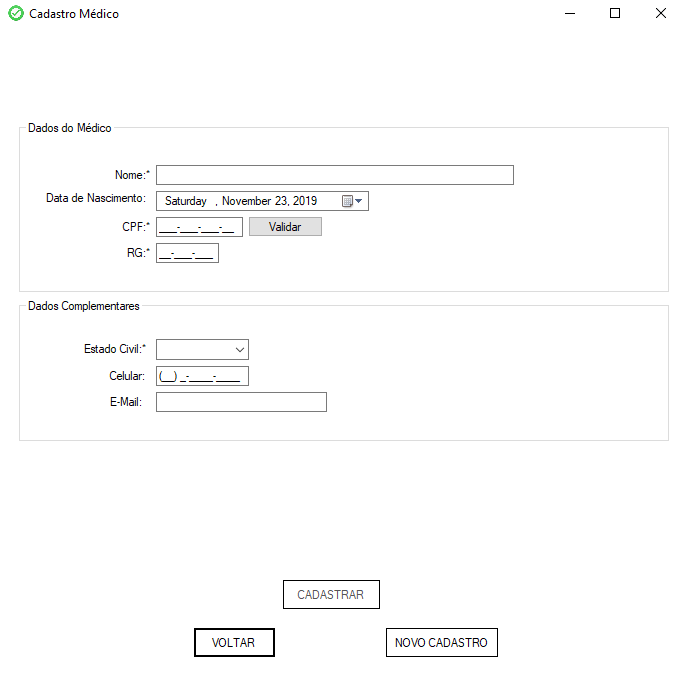 Cadastro Médico
Dados do Médico
Nome:*
Data de Nascimento: Saturday , November 23, 2019
CPF:* ___-___-___-__ Validar
RG:* __-___-___
Dados Complementares
Estado Civil:*
Celular: (__) _-____-____
E-Mail:
CADASTRAR
VOLTAR NOVO CADASTRO